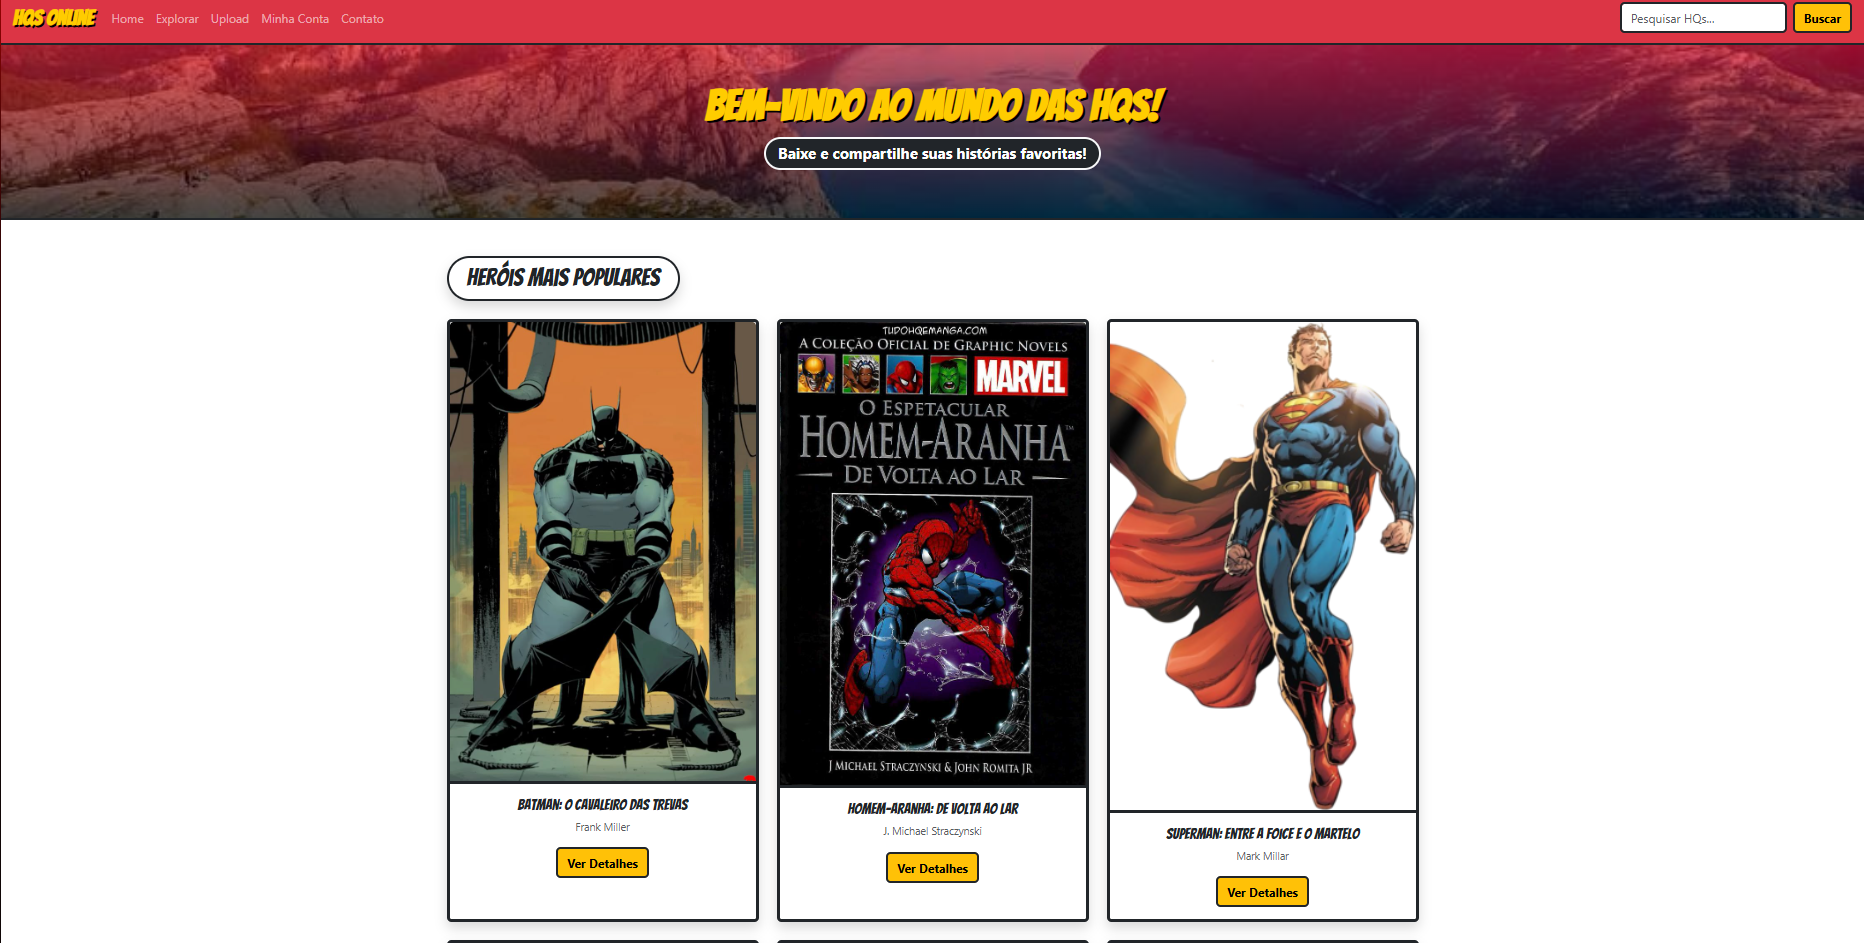 HQS ONLINE
Home
Explorar
Upload
Minha Conta
Contato
Pesquisar HQs...
Buscar
BEM-VINDO AO MUNDO DAS HQS!
Baixe e compartilhe suas histórias favoritas!
HERÓIS MAIS POPULARES
TUDOHQEMANGA.COM
A COLEÇÃO OFICIAL DE GRAPHIC NOVELS
MARVEL
O ESPETACULAR
HOMEM-ARANHA™
DE VOLTA AO LAR
J MICHAEL STRACZYNSKI & JOHN ROMITA JR
BATMAN: O CAVALEIRO DAS TREVAS
Frank Miller
Ver Detalhes
HOMEM-ARANHA: DE VOLTA AO LAR
J. Michael Straczynski
Ver Detalhes
SUPERMAN: ENTRE A FOICE E O MARTELO
Mark Millar
Ver Detalhes